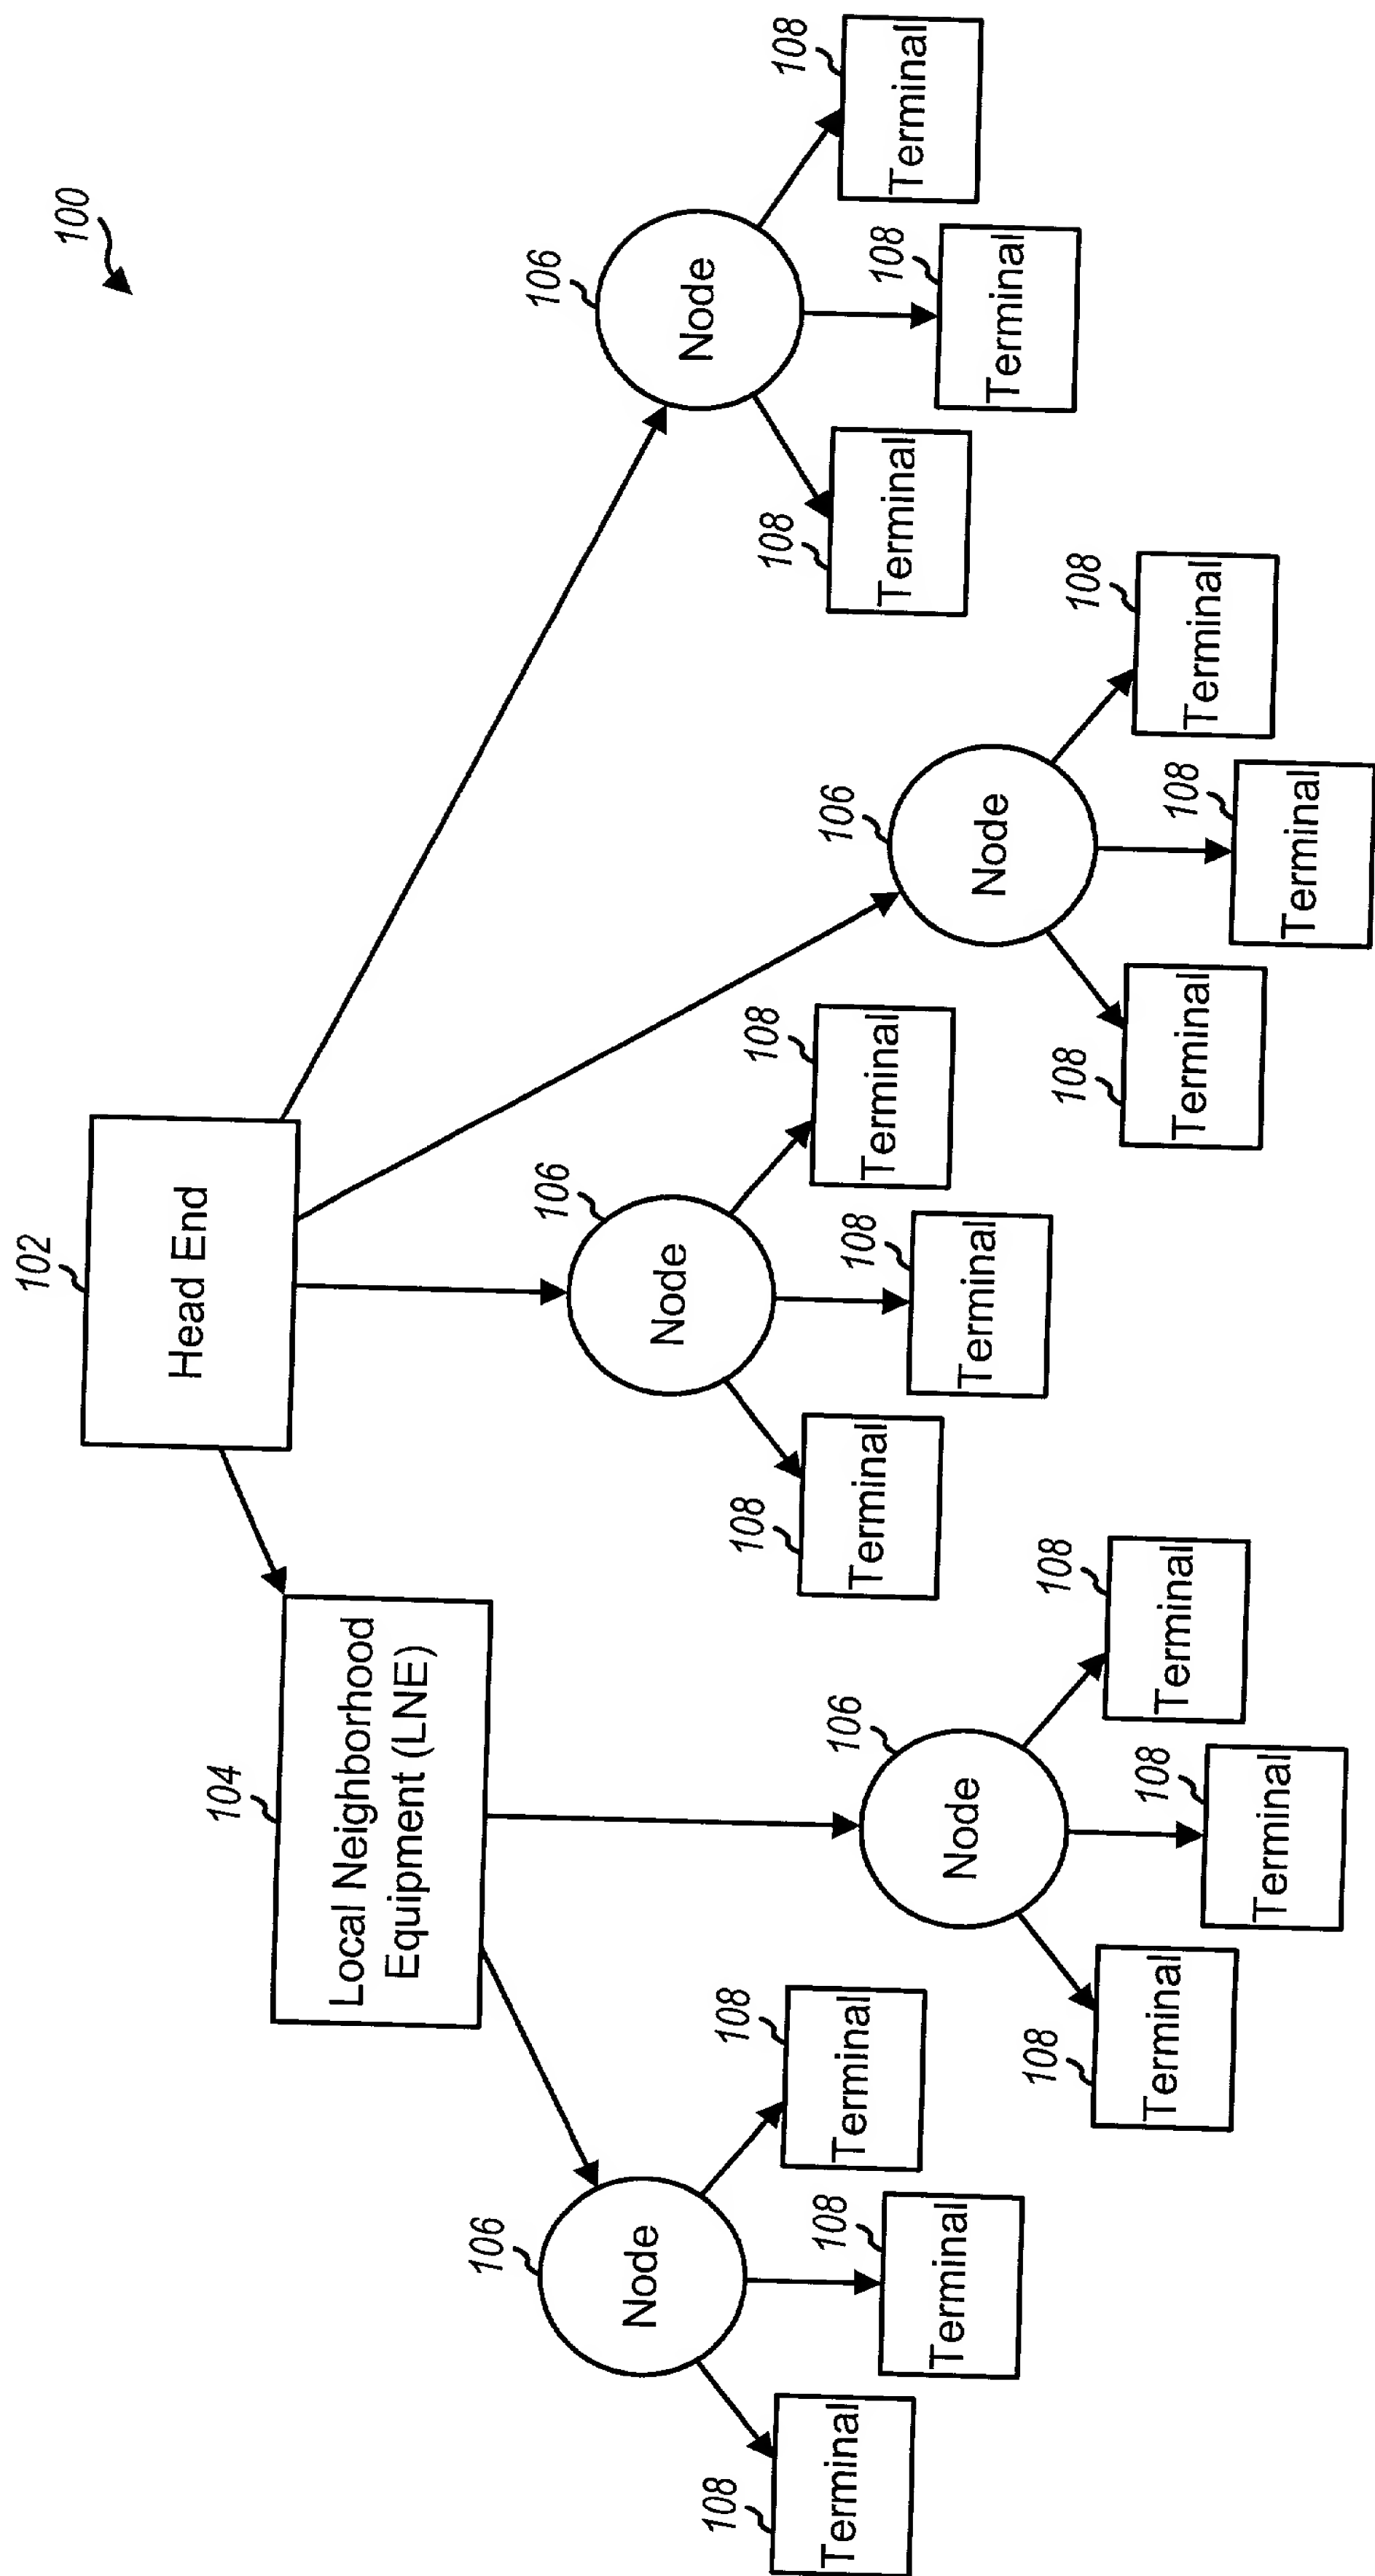 100
102
Head End
104
Local Neighborhood
Equipment (LNE)
106
Node
108
Terminal
108
Terminal
108
Terminal
106
Node
108
Terminal
108
Terminal
108
Terminal
106
Node
108
Terminal
108
Terminal
108
Terminal
106
Node
108
Terminal
108
Terminal
108
Terminal
106
Node
108
Terminal
108
Terminal
108
Terminal